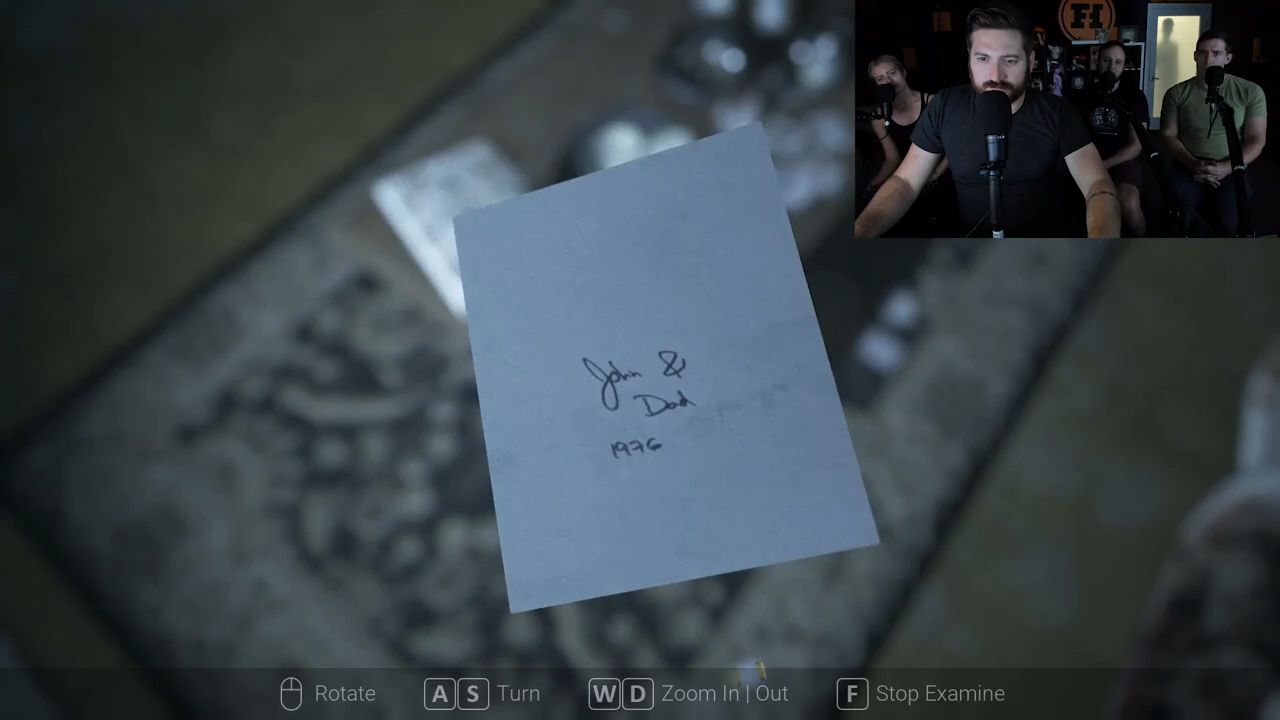 John &
Dad
1976
Rotate
A S Turn
W D Zoom In | Out
F Stop Examine